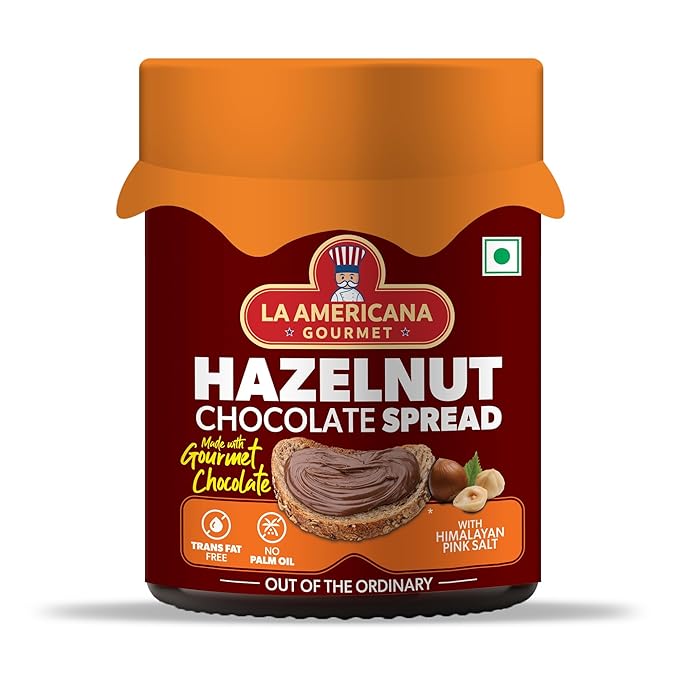 LA AMERICANA
GOURMET
HAZELNUT
CHOCOLATE SPREAD
Made with
Gourmet
Chocolate
TRANS FAT
FREE
NO
PALM OIL
*
WITH
HIMALAYAN
PINK SALT
OUT OF THE ORDINARY